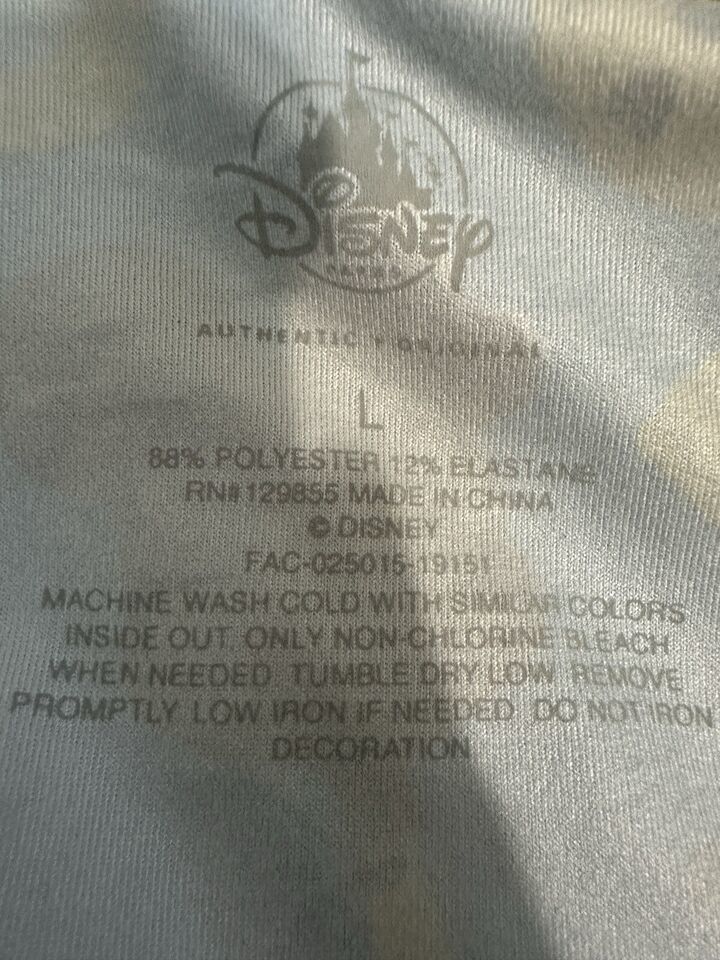 Disney
PARKS
AUTHENTIC • ORIGINAL
L
88% POLYESTER 12% ELASTANE
RN# 129855 MADE IN CHINA
© DISNEY
FAC-025015-19151
MACHINE WASH COLD WITH SIMILAR COLORS
INSIDE OUT ONLY NON-CHLORINE BLEACH
WHEN NEEDED TUMBLE DRY LOW REMOVE
PROMPTLY LOW IRON IF NEEDED DO NOT IRON
DECORATION